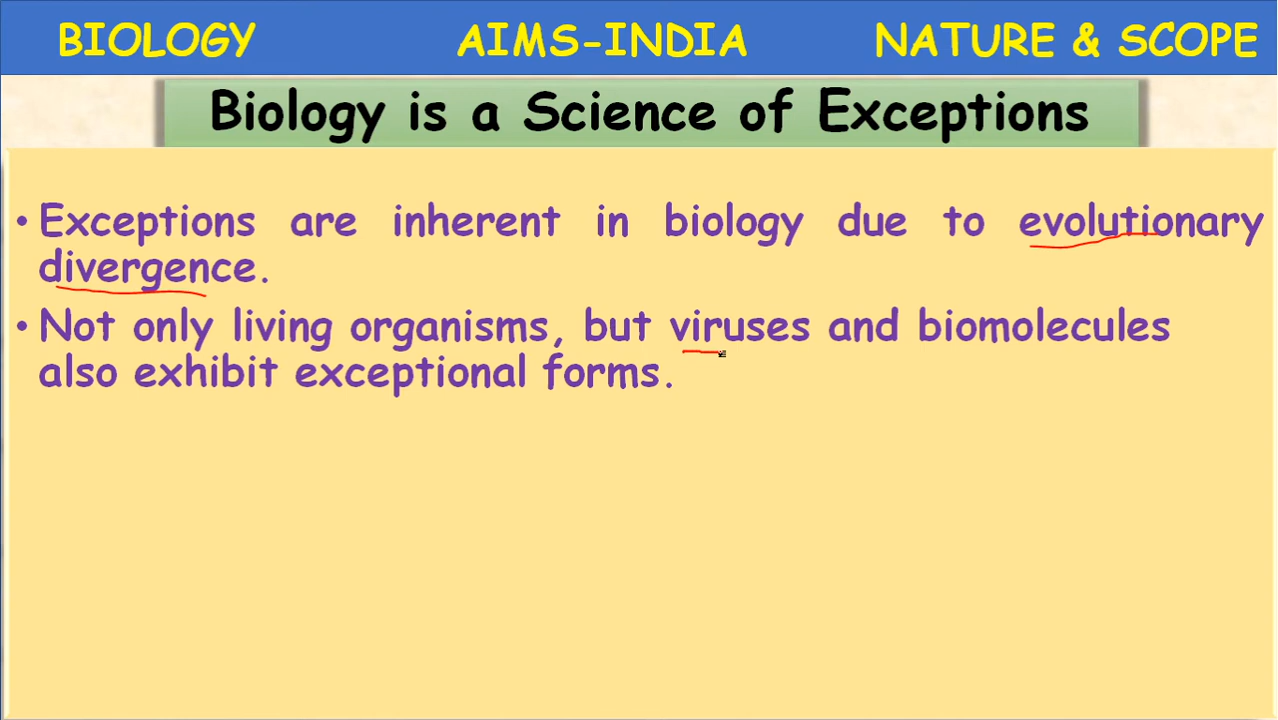 BIOLOGY AIMS-INDIA NATURE & SCOPE
Biology is a Science of Exceptions
• Exceptions are inherent in biology due to evolutionary
divergence.
• Not only living organisms, but viruses and biomolecules
also exhibit exceptional forms.